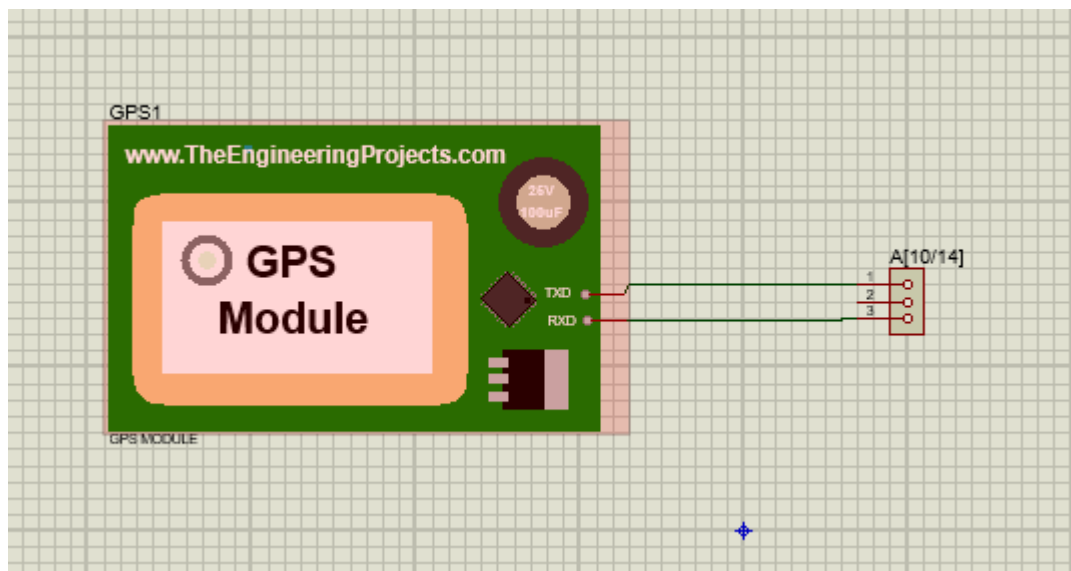 GPS1
www.TheEngineeringProjects.com
25V
100uF
GPS
Module
TXD
RXD
GPS MODULE
A[10/14]
1
2
3